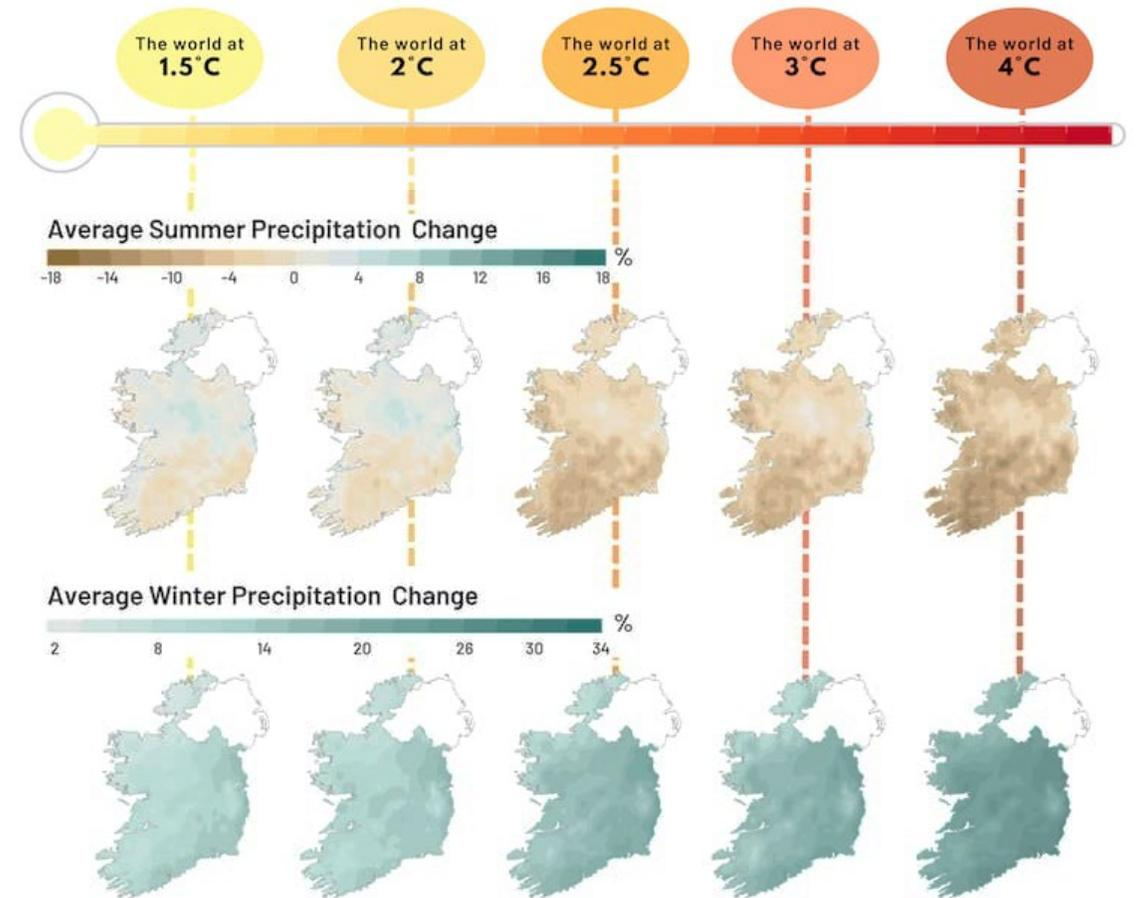 The world at
1.5°C
The world at
2°C
The world at
2.5°C
The world at
3°C
The world at
4°C
Average Summer Precipitation Change
%
-18 -14 -10 -4 0 4 8 12 16 18
Average Winter Precipitation Change
%
2 8 14 20 26 30 34